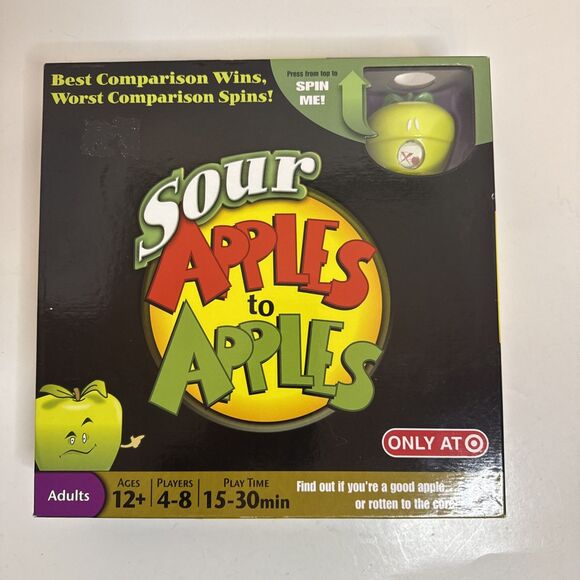 Best Comparison Wins,
Worst Comparison Spins!
Press from top to
SPIN
ME!
Sour
APPLES
to
APPLES
ONLY AT
Adults
AGES
12+
PLAYERS
4-8
PLAY TIME
15-30min
Find out if you're a good apple...
or rotten to the core